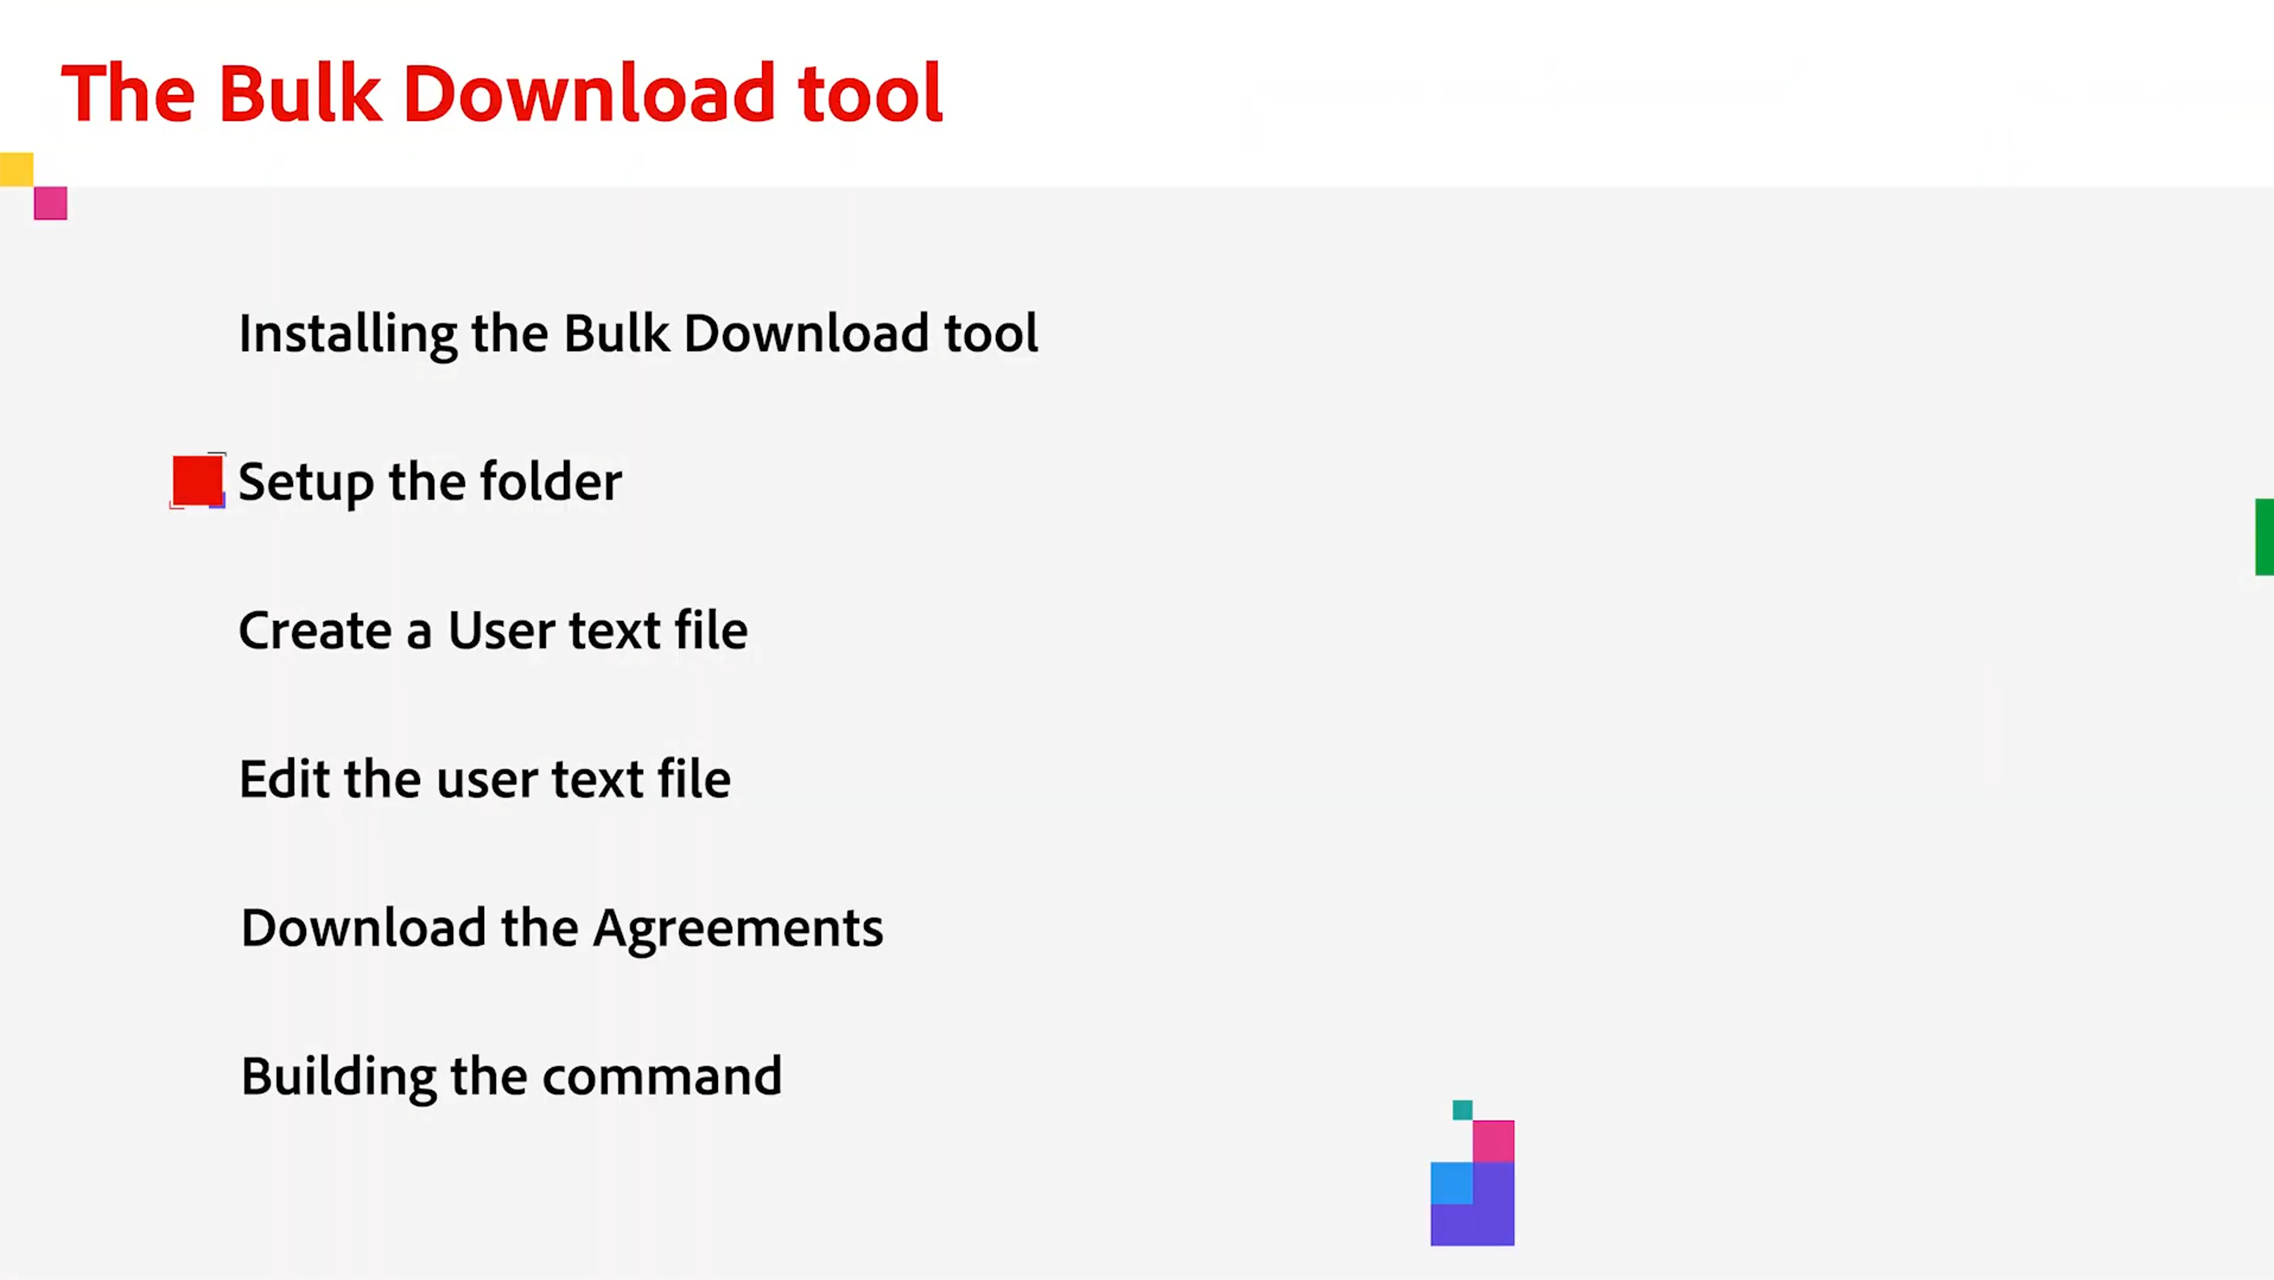 The Bulk Download tool
Installing the Bulk Download tool
Setup the folder
Create a User text file
Edit the user text file
Download the Agreements
Building the command